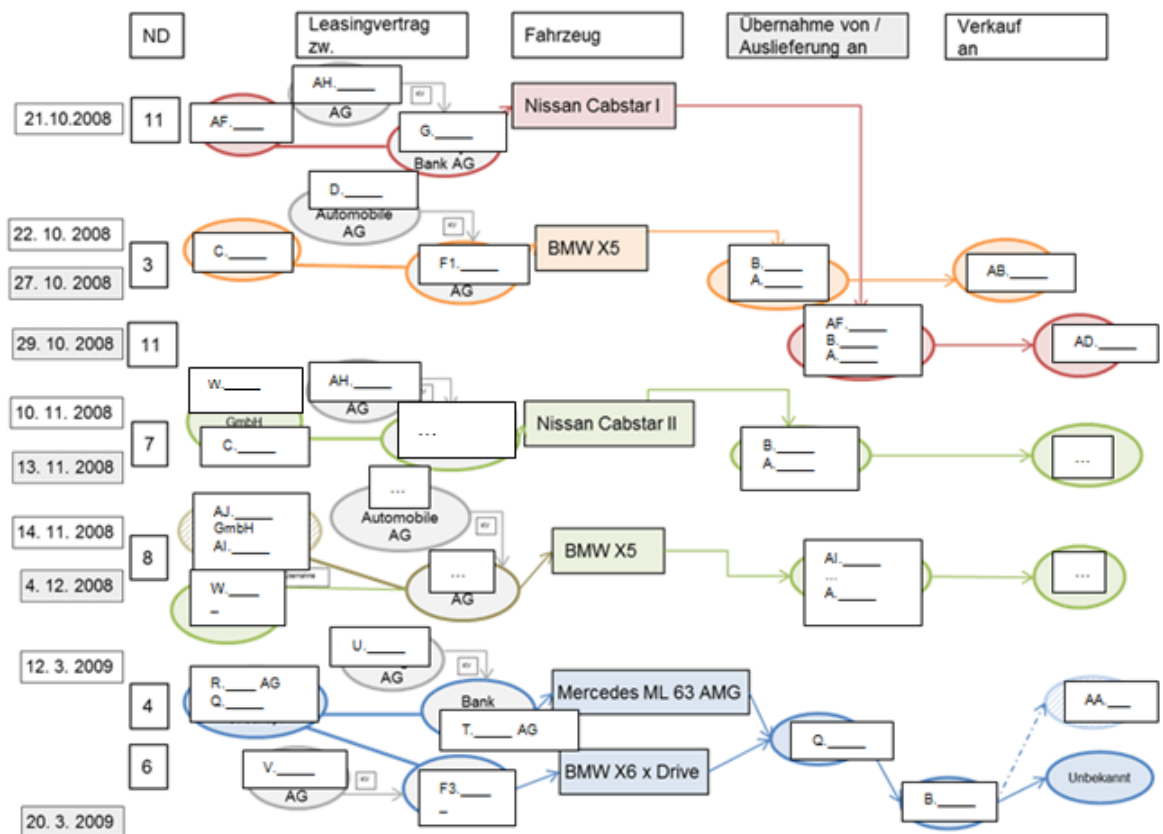 ND
Leasingvertrag
zw.
Fahrzeug
Übernahme von /
Auslieferung an
Verkauf
an
21.10.2008
11
AF.____
AH._____
AG
KV
G._____
Bank AG
Nissan Cabstar I
22. 10. 2008
27. 10. 2008
3
C._____
D._____
Automobile
AG
KV
F1._____
AG
BMW X5
B._____
A._____
AB._____
29. 10. 2008
11
AF._____
B._____
A._____
AD._____
10. 11. 2008
13. 11. 2008
7
W._____
GmbH
C._____
AH._____
AG
KV
...
Nissan Cabstar II
B._____
A._____
...
14. 11. 2008
4. 12. 2008
8
AJ._____
GmbH
AI._____
W.____
_
...
Automobile
AG
KV
...
AG
BMW X5
AI._____
...
A._____
...
12. 3. 2009
4
R.____ AG
Q._____
U._____
AG
KV
Bank
T._____ AG
Mercedes ML 63 AMG
Q._____
AA.___
6
V._____
AG
KV
F3.____
_
BMW X6 x Drive
B._____
Unbekannt
20. 3. 2009